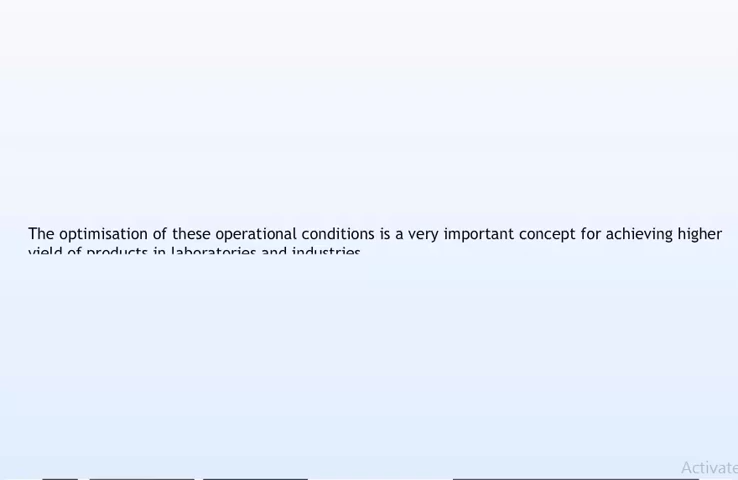 The optimisation of these operational conditions is a very important concept for achieving higher
yield of products in laboratories and industries
Activate